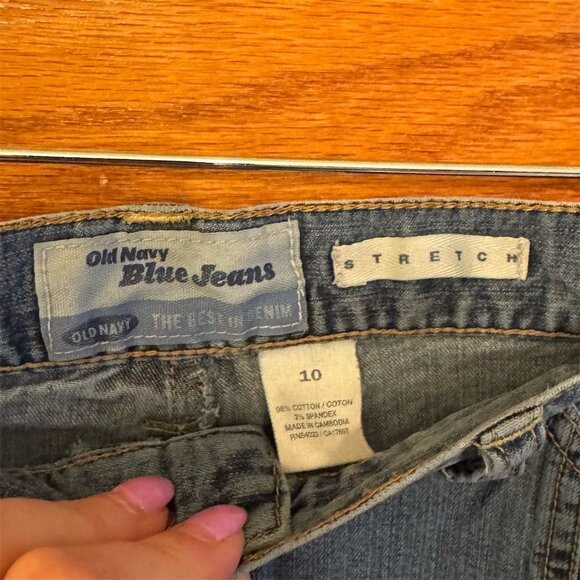 Old Navy
Blue Jeans
OLD NAVY THE BEST IN DENIM
STRETCH
10
98% COTTON / COTON
2% SPANDEX
MADE IN CAMBODIA